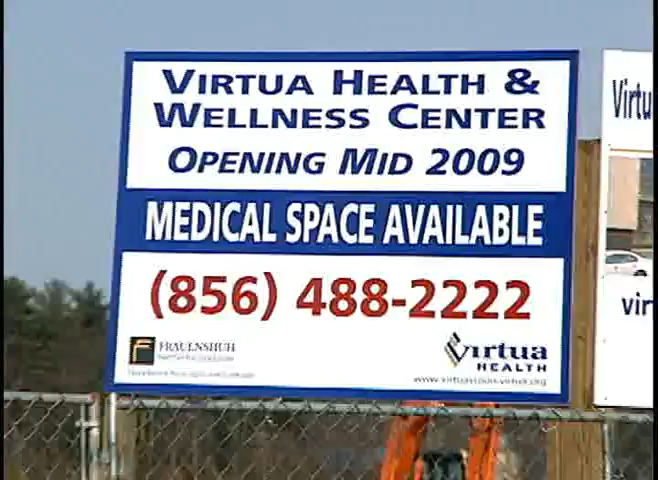 VIRTUA HEALTH &
WELLNESS CENTER
OPENING MID 2009
MEDICAL SPACE AVAILABLE
(856) 488-2222
FRAUENSHUH
Virtua
HEALTH
Virtu
vir